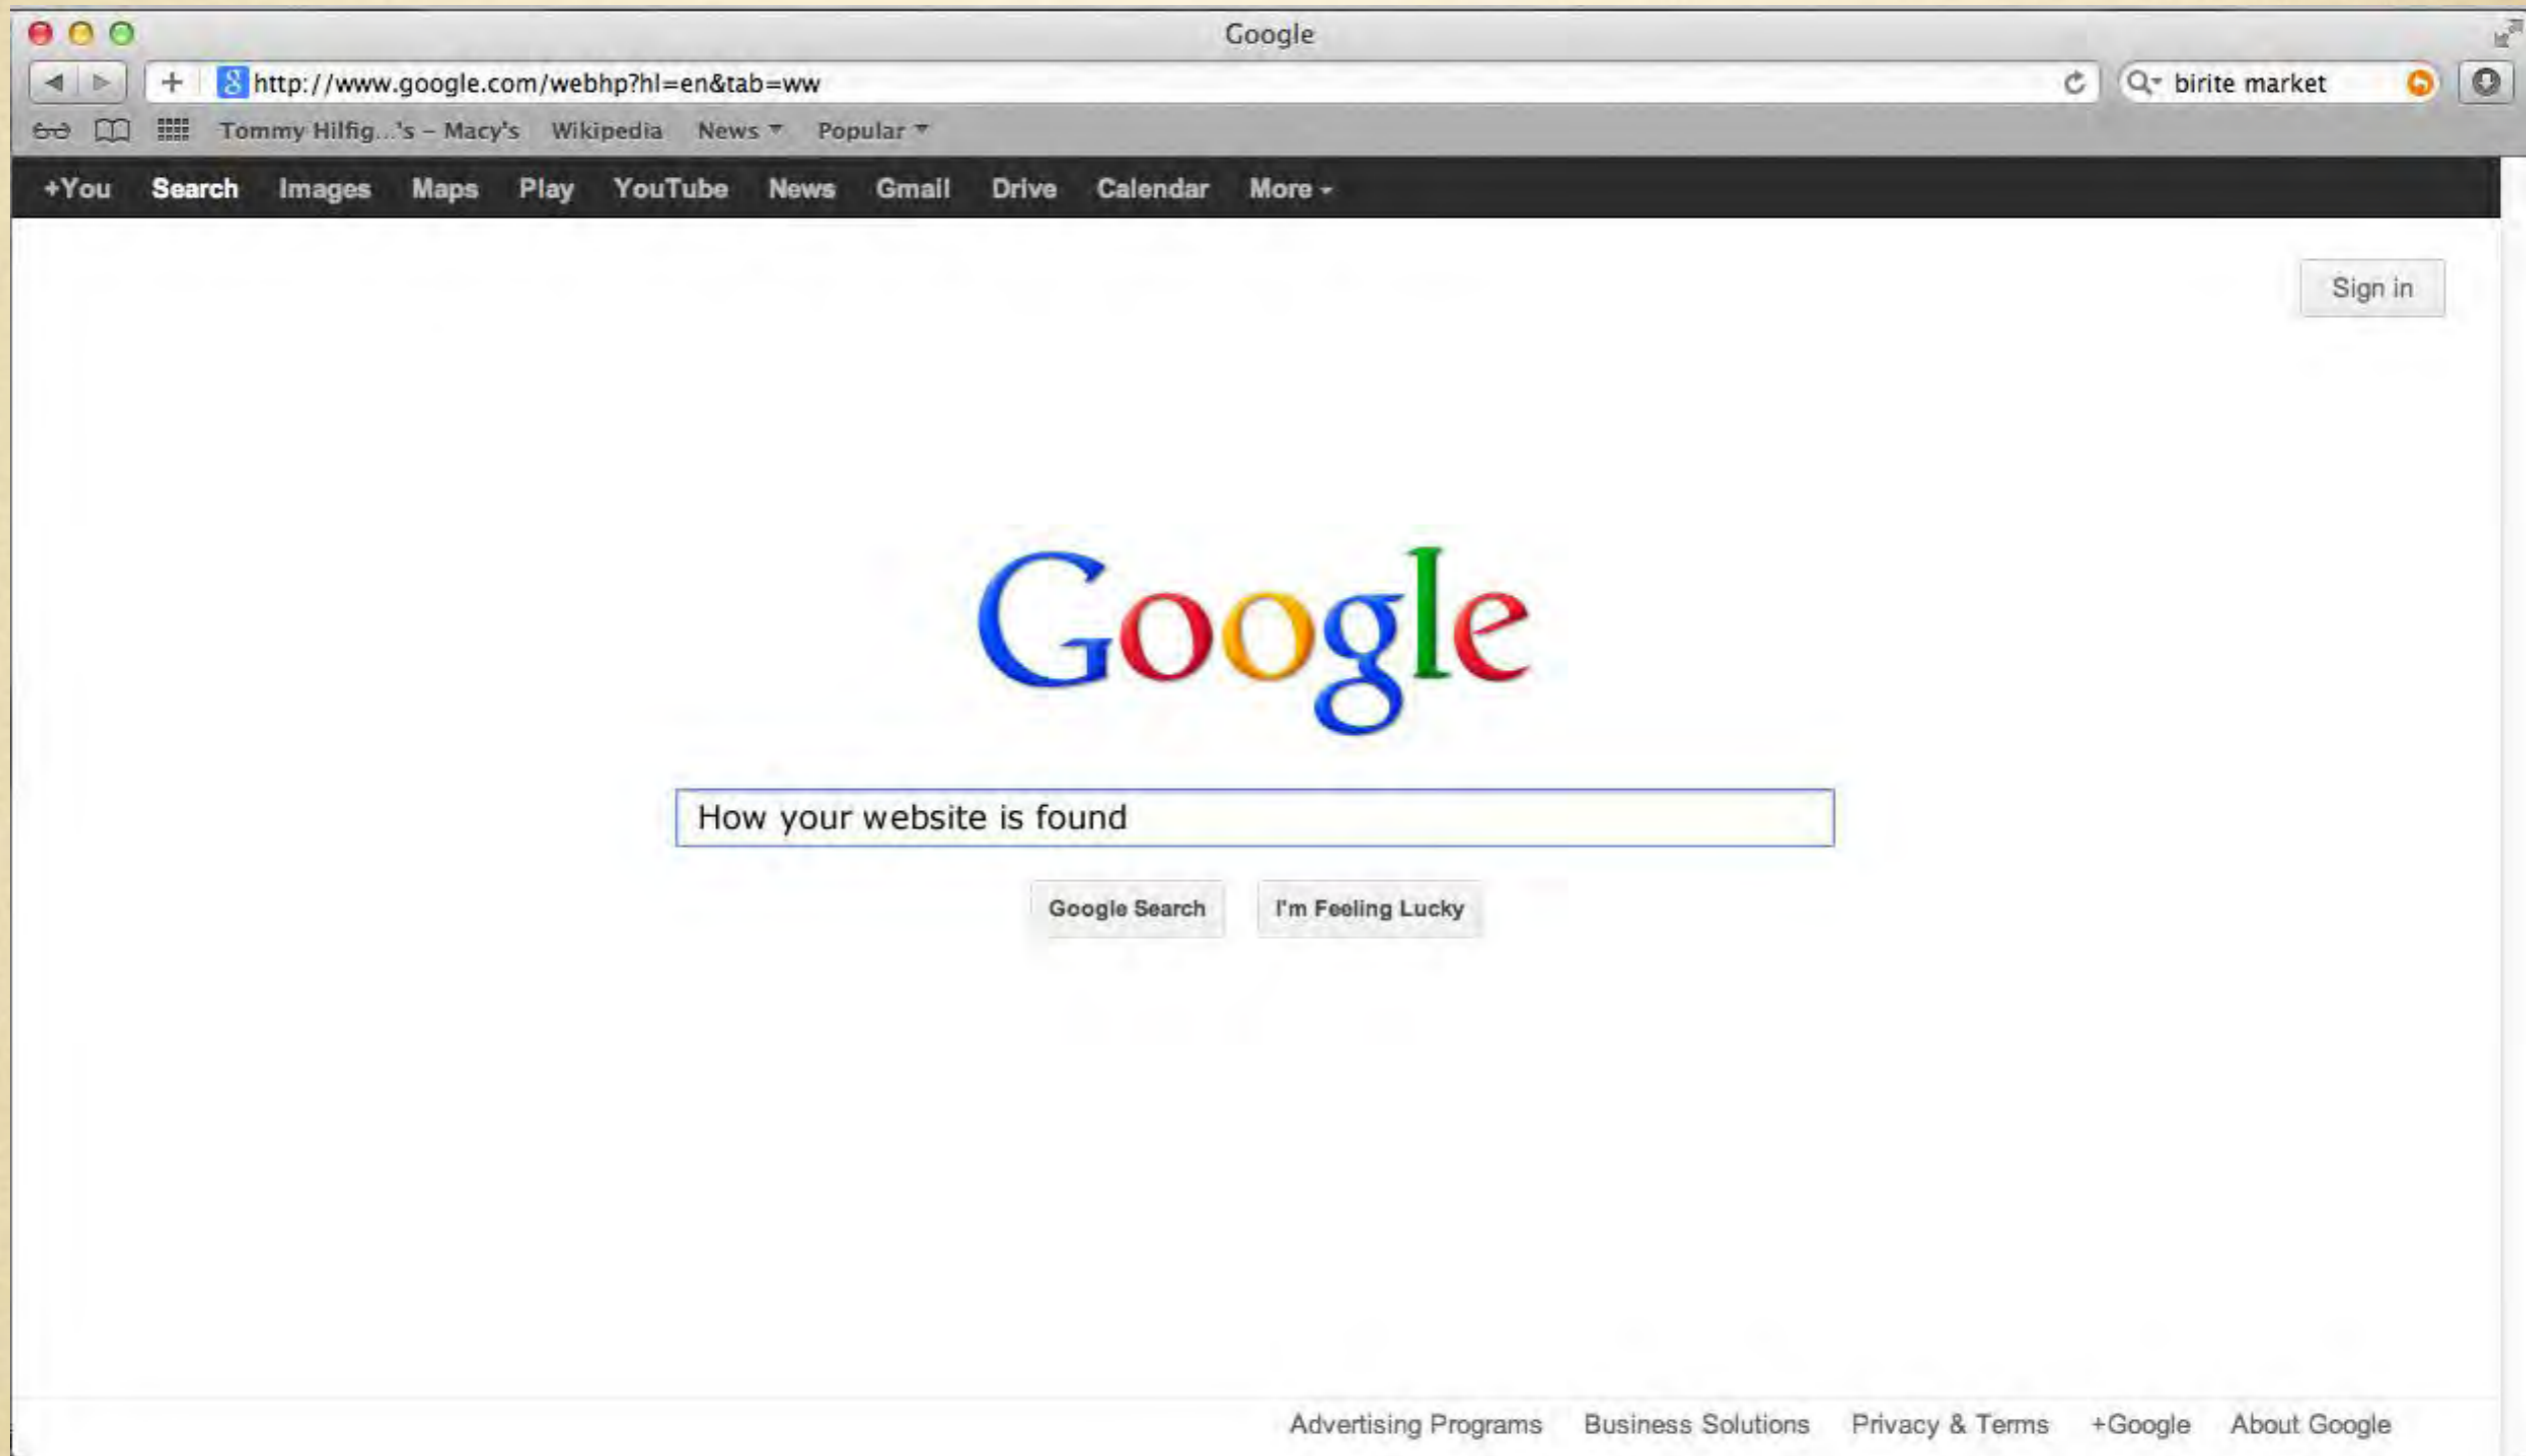 Google
+ 8 http://www.google.com/webhp?hl=en&tab=ww birite market
Tommy Hilfig...'s – Macy's Wikipedia News Popular
+You Search Images Maps Play YouTube News Gmail Drive Calendar More
Sign in
Google
How your website is found
Google Search I'm Feeling Lucky
Advertising Programs Business Solutions Privacy & Terms +Google About Google